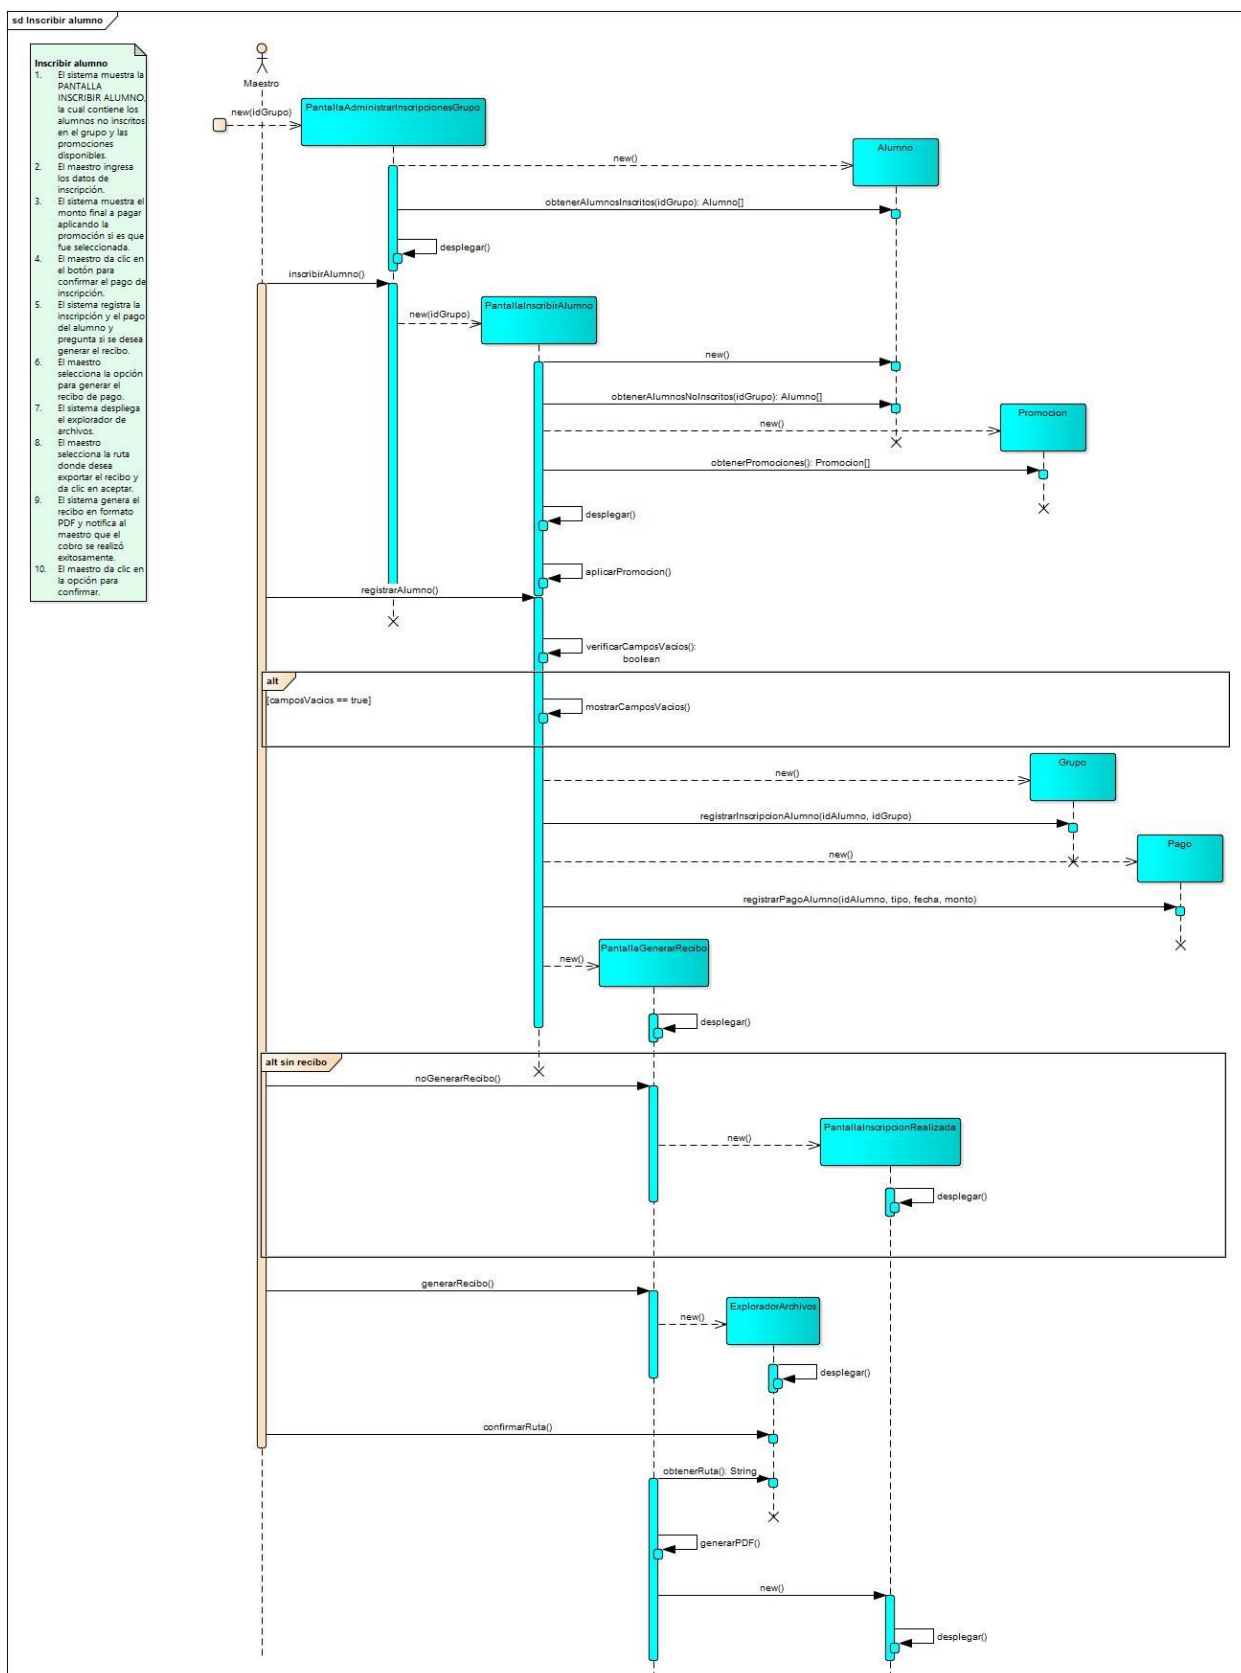 sd Inscribir alumno
Inscribir alumno
1. El sistema muestra la
PANTALLA
INSCRIBIR ALUMNO,
la cual contiene los
alumnos no inscritos
en el grupo y las
promociones
disponibles.
2. El maestro ingresa
los datos de
inscripción.
3. El sistema muestra el
monto final a pagar
aplicando la
promoción si es que
fue seleccionada.
4. El maestro da clic en
el botón para
confirmar el pago de
inscripción.
5. El sistema registra la
inscripción y el pago
del alumno y
pregunta si se desea
generar el recibo.
6. El maestro
selecciona la opción
para generar el
recibo de pago.
7. El sistema despliega
el explorador de
archivos.
8. El maestro
selecciona la ruta
donde desea
exportar el recibo y
da clic en aceptar.
9. El sistema genera el
recibo en formato
PDF y notifica al
maestro que el
cobro se realizó
exitosamente.
10. El maestro da clic en
la opción para
confirmar.
Maestro
new(idGrupo)
PantallaAdministrarInscripcionesGrupo
new()
Alumno
obtenerAlumnosInscritos(idGrupo): Alumno[]
desplegar()
inscribirAlumno()
new(idGrupo)
PantallaInscribirAlumno
new()
obtenerAlumnosNoInscritos(idGrupo): Alumno[]
new()
Promocion
obtenerPromociones(): Promocion[]
desplegar()
aplicarPromocion()
registrarAlumno()
verificarCamposVacios():
boolean
alt
[camposVacios == true]
mostrarCamposVacios()
new()
Grupo
registrarInscripcionAlumno(idAlumno, idGrupo)
new()
Pago
registrarPagoAlumno(idAlumno, tipo, fecha, monto)
new()
PantallaGenerarRecibo
desplegar()
alt sin recibo
noGenerarRecibo()
new()
PantallaInscripcionRealizada
desplegar()
generarRecibo()
new()
ExploradorArchivos
desplegar()
confirmarRuta()
obtenerRuta(): String
generarPDF()
new()
desplegar()